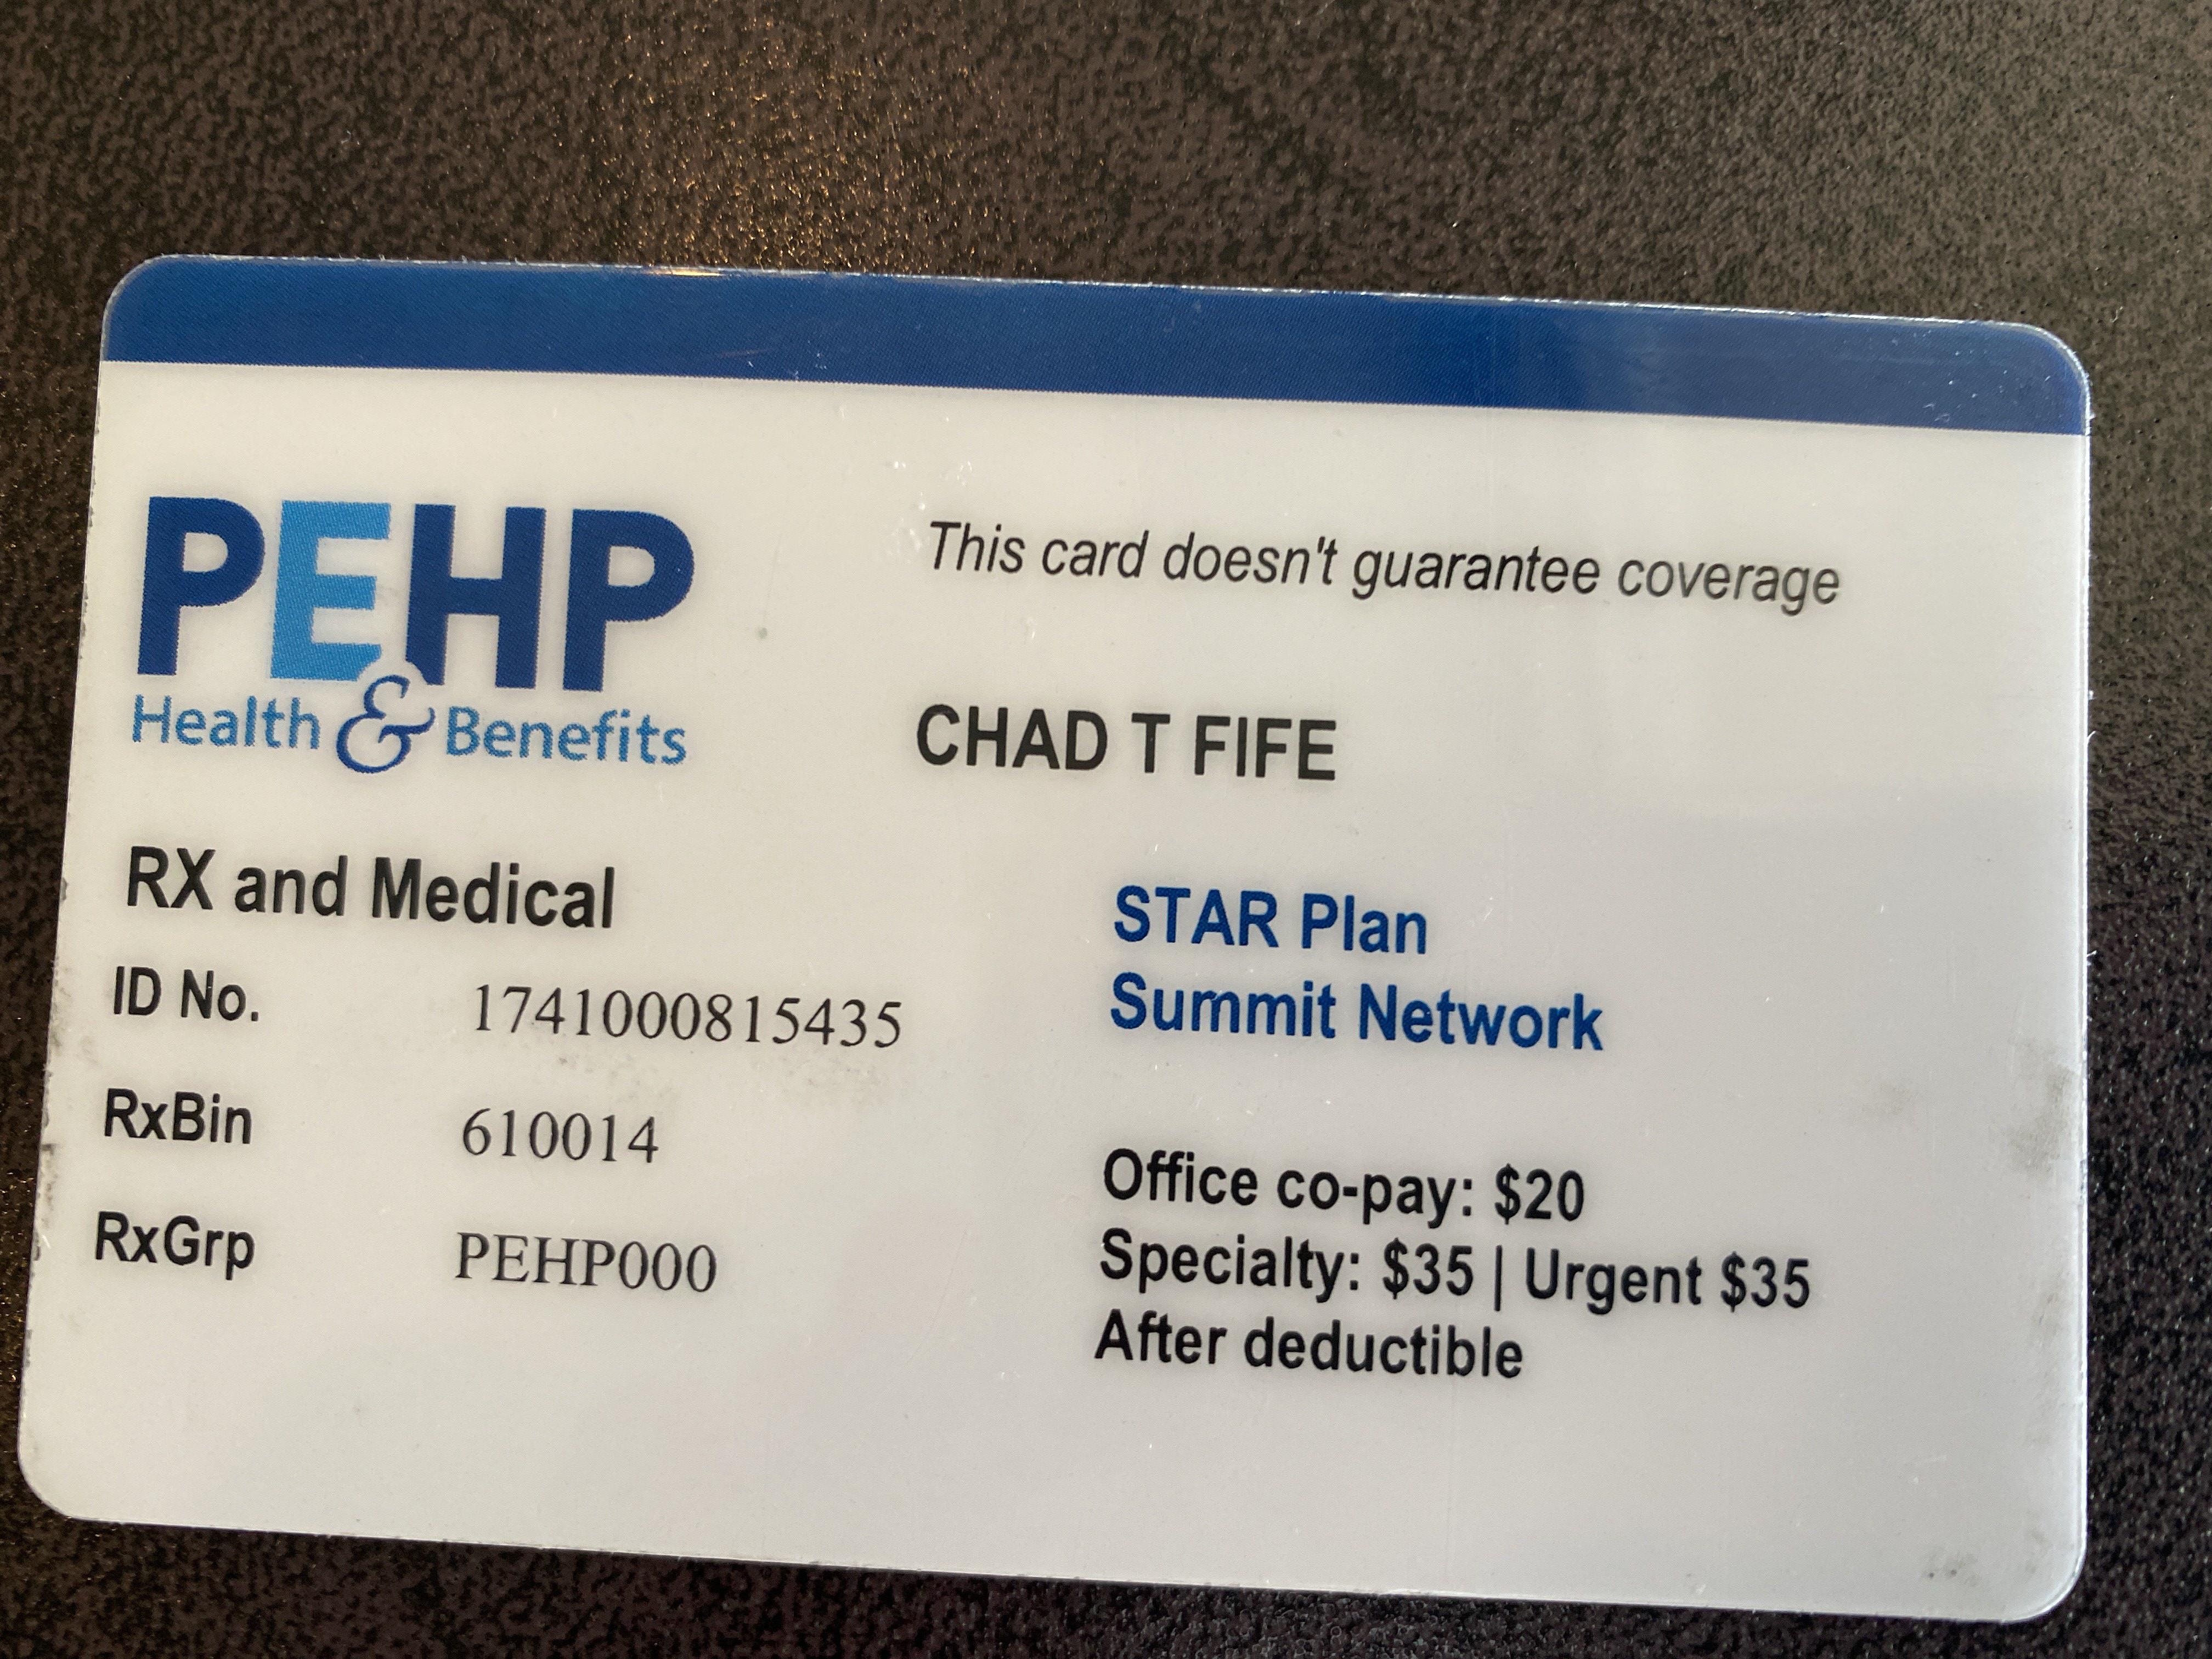 PEHP
Health & Benefits
This card doesn't guarantee coverage
CHAD T FIFE
RX and Medical
ID No. 1741000815435
RxBin 610014
RxGrp PEHP000
STAR Plan
Summit Network
Office co-pay: $20
Specialty: $35 | Urgent $35
After deductible